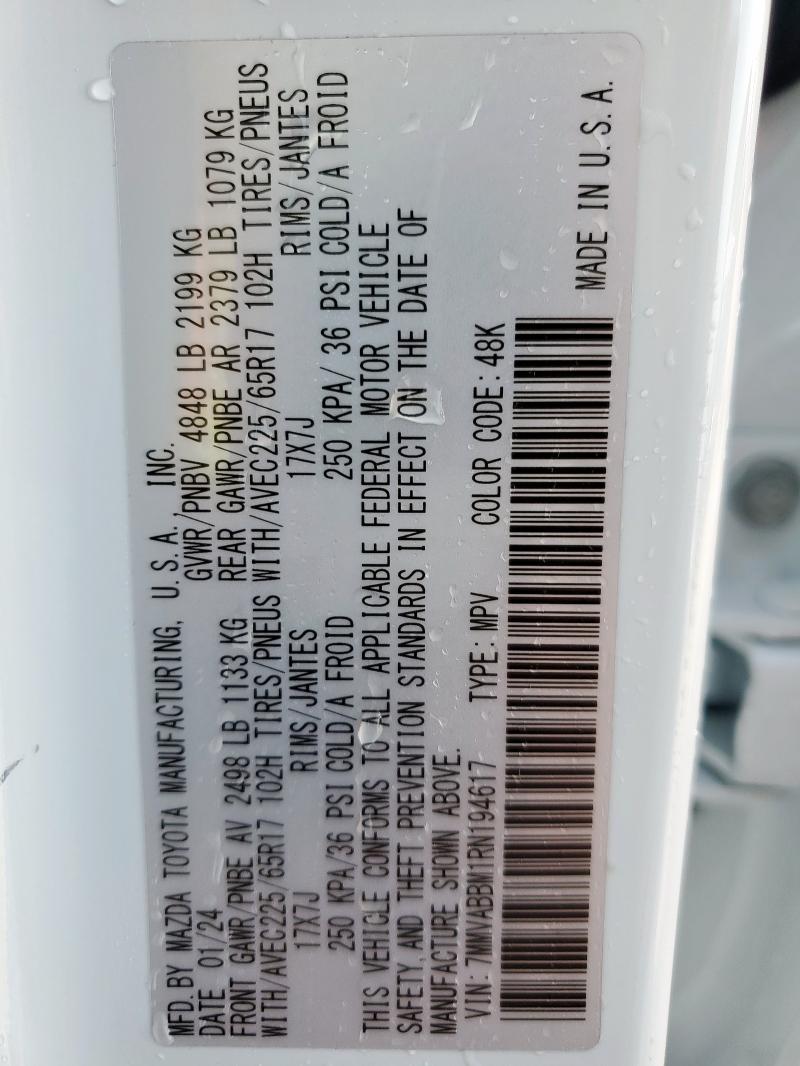 MFD. BY MAZDA TOYOTA MANUFACTURING, U.S.A., INC.
DATE 01/24 GVWR/PNBV 4848 LB 2199 KG
FRONT GAWR/PNBE AV 2498 LB 1133 KG REAR GAWR/PNBE AR 2379 LB 1079 KG
WITH/AVEC225/65R17 102H TIRES/PNEUS WITH/AVEC225/65R17 102H TIRES/PNEUS
17X7J RIMS/JANTES 17X7J RIMS/JANTES
250 KPA/36 PSI COLD/A FROID 250 KPA/ 36 PSI COLD/A FROID
THIS VEHICLE CONFORMS TO ALL APPLICABLE FEDERAL MOTOR VEHICLE
SAFETY, AND THEFT PREVENTION STANDARDS IN EFFECT ON THE DATE OF
MANUFACTURE SHOWN ABOVE.
VIN: 7MMVABBM1RN194617 TYPE: MPV COLOR CODE: 48K
MADE IN U.S.A.